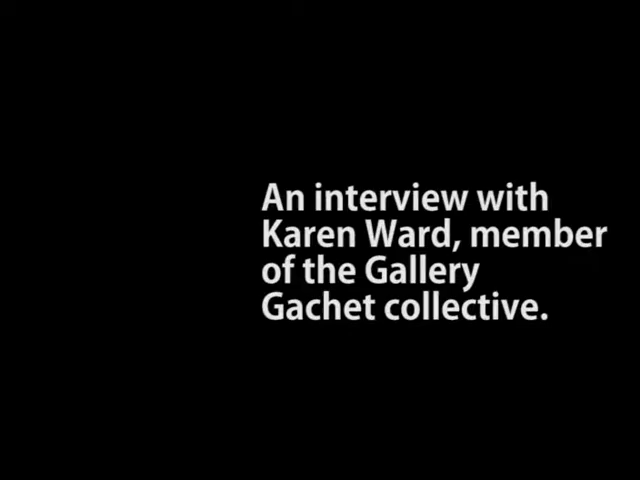 An interview with
Karen Ward, member
of the Gallery
Gachet collective.